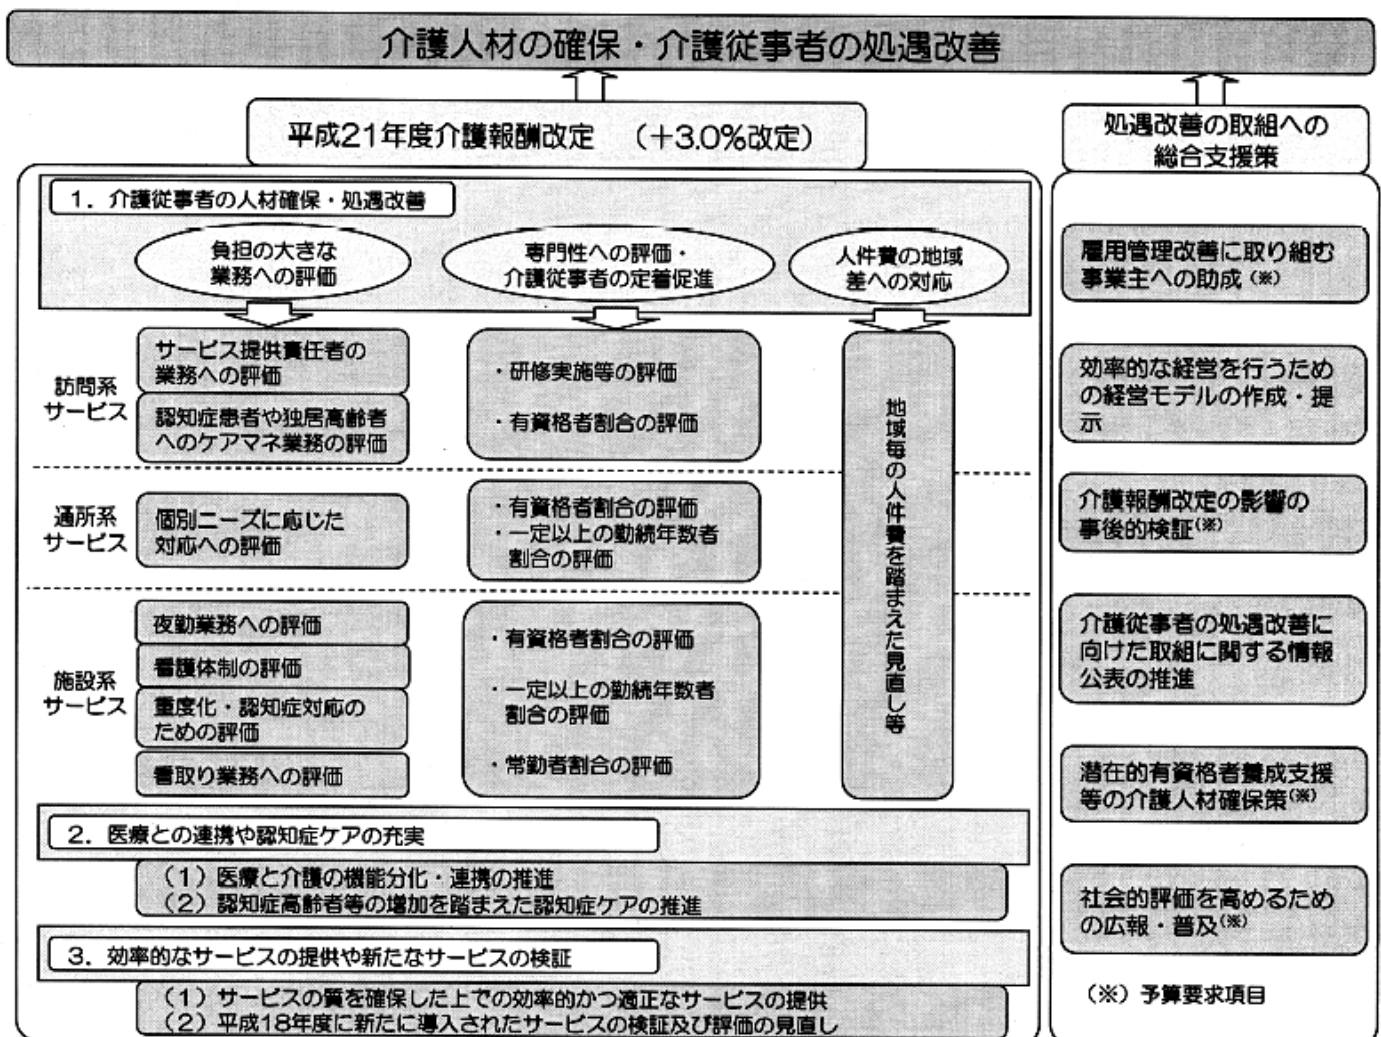 介護人材の確保・介護従事者の処遇改善
平成21年度介護報酬改定　（＋3.0%改定）
1．介護従事者の人材確保・処遇改善
負担の大きな
業務への評価
専門性への評価・
介護従事者の定着促進
人件費の地域
差への対応
訪問系
サービス
サービス提供責任者の
業務への評価
認知症患者や独居高齢者
へのケアマネ業務の評価
・研修実施等の評価
・有資格者割合の評価
地域毎の人件費を踏まえた見直し等
通所系
サービス
個別ニーズに応じた
対応への評価
・有資格者割合の評価
・一定以上の勤続年数者
割合の評価
施設系
サービス
夜勤業務への評価
看護体制の評価
重度化・認知症対応の
ための評価
看取り業務への評価
・有資格者割合の評価
・一定以上の勤続年数者
割合の評価
・常勤者割合の評価
2．医療との連携や認知症ケアの充実
（1）医療と介護の機能分化・連携の推進
（2）認知症高齢者等の増加を踏まえた認知症ケアの推進
3．効率的なサービスの提供や新たなサービスの検証
（1）サービスの質を確保した上での効率的かつ適正なサービスの提供
（2）平成18年度に新たに導入されたサービスの検証及び評価の見直し
処遇改善の取組への
総合支援策
雇用管理改善に取り組む
事業主への助成（※）
効率的な経営を行うため
の経営モデルの作成・提
示
介護報酬改定の影響の
事後的検証（※）
介護従事者の処遇改善に
向けた取組に関する情報
公表の推進
潜在的有資格者養成支援
等の介護人材確保策（※）
社会的評価を高めるため
の広報・普及（※）
（※）予算要求項目